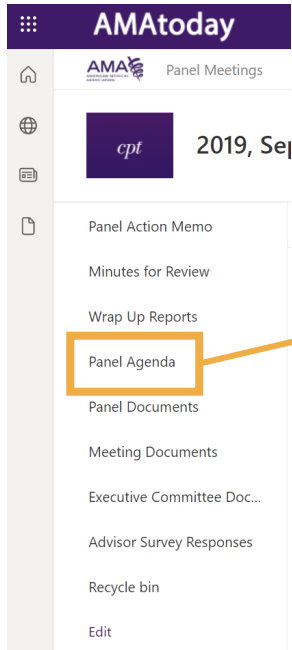 AMAtoday
AMA
AMERICAN MEDICAL
ASSOCIATION
Panel Meetings
cpt
2019, Sep
Panel Action Memo
Minutes for Review
Wrap Up Reports
Panel Agenda
Panel Documents
Meeting Documents
Executive Committee Doc...
Advisor Survey Responses
Recycle bin
Edit